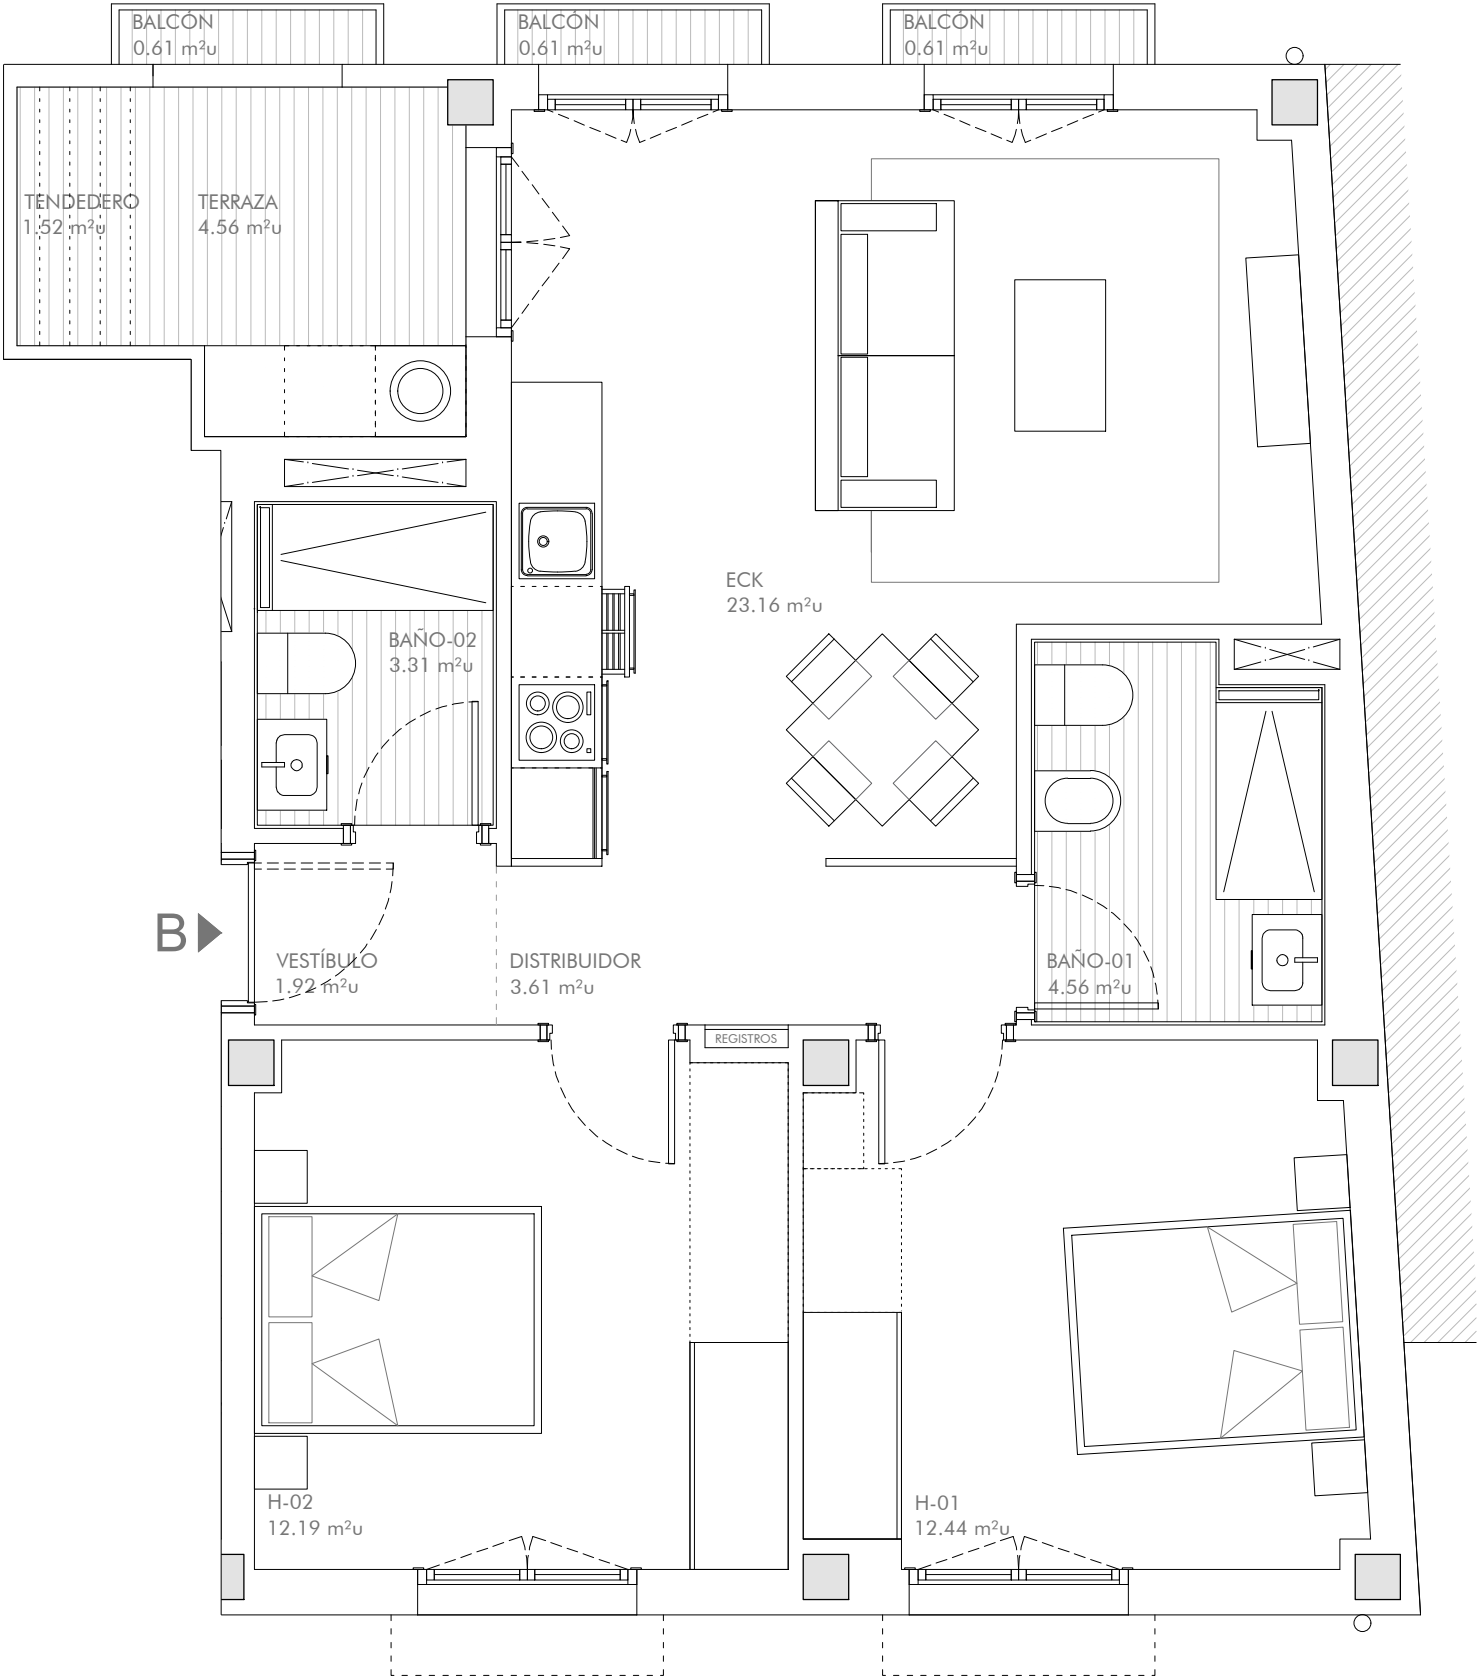 BALCÓN
0.61 m²u
BALCÓN
0.61 m²u
BALCÓN
0.61 m²u
TENDEDERO
1.52 m²u
TERRAZA
4.56 m²u
ECK
23.16 m²u
BAÑO-02
3.31 m²u
B
VESTÍBULO
1.92 m²u
DISTRIBUIDOR
3.61 m²u
BAÑO-01
4.56 m²u
REGISTROS
H-02
12.19 m²u
H-01
12.44 m²u